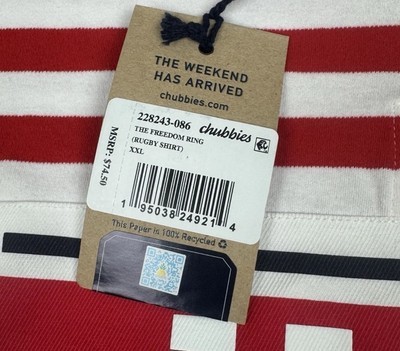 THE WEEKEND
HAS ARRIVED
chubbies.com
228243-086 chubbies
THE FREEDOM RING
(RUGBY SHIRT)
XXL
MSRP: $74.50
1 95038 24921 4
This Paper is 100% Recycled